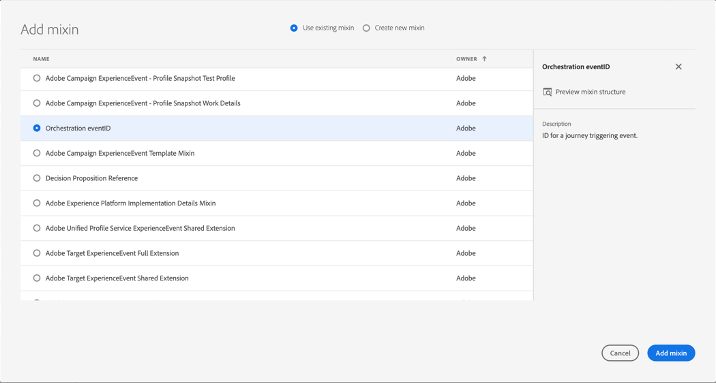 Add mixin
Use existing mixin Create new mixin
NAME OWNER ↑
Adobe Campaign ExperienceEvent - Profile Snapshot Test Profile Adobe
Adobe Campaign ExperienceEvent - Profile Snapshot Work Details Adobe
Orchestration eventID Adobe
Adobe Campaign ExperienceEvent Template Mixin Adobe
Decision Proposition Reference Adobe
Adobe Experience Platform Implementation Details Mixin Adobe
Adobe Unified Profile Service ExperienceEvent Shared Extension Adobe
Adobe Target ExperienceEvent Full Extension Adobe
Adobe Target ExperienceEvent Shared Extension Adobe
Orchestration eventID
Preview mixin structure
Description
ID for a journey triggering event.
Cancel Add mixin